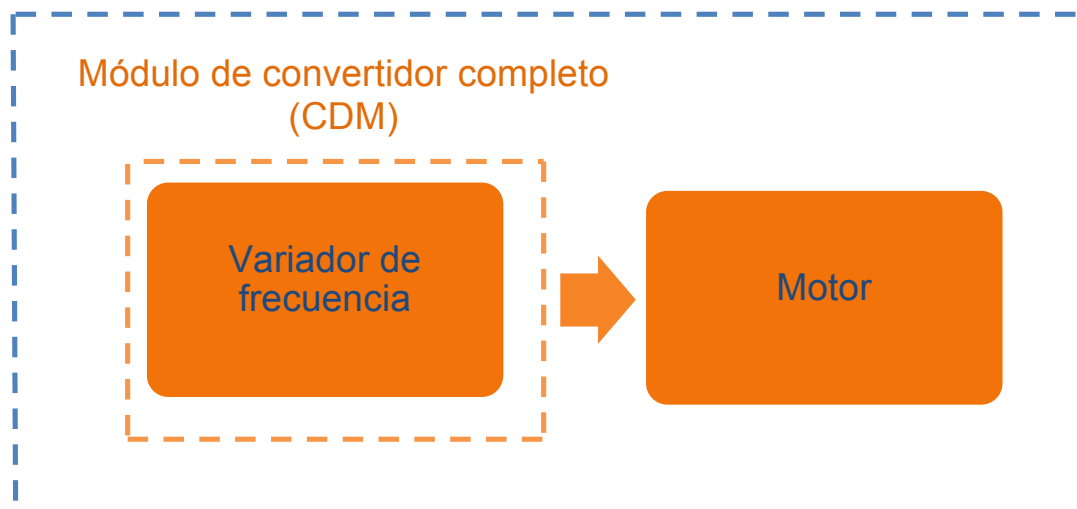 Módulo de convertidor completo
(CDM)
Variador de
frecuencia
Motor